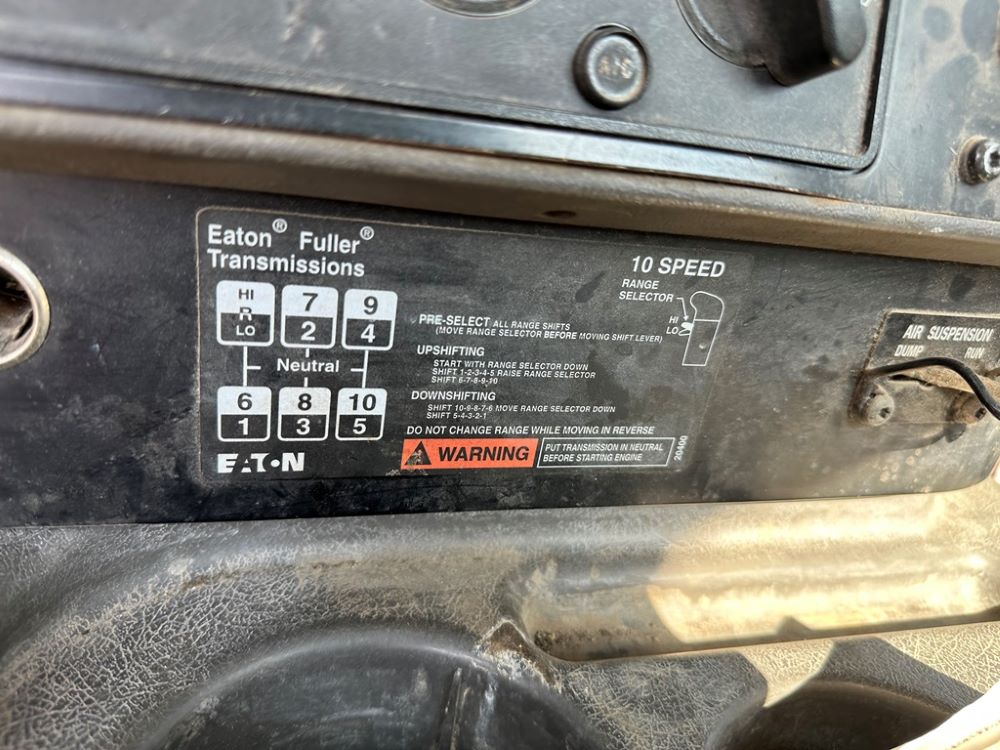 A/C
Eaton® Fuller®
Transmissions
10 SPEED
RANGE
SELECTOR
HI
LO
HI
R
LO
7
2
9
4
Neutral
6
1
8
3
10
5
PRE-SELECT ALL RANGE SHIFTS
(MOVE RANGE SELECTOR BEFORE MOVING SHIFT LEVER)
UPSHIFTING
START WITH RANGE SELECTOR DOWN
SHIFT 1-2-3-4-5 RAISE RANGE SELECTOR
SHIFT 6-7-8-9-10
DOWNSHIFTING
SHIFT 10-9-8-7-6 MOVE RANGE SELECTOR DOWN
SHIFT 5-4-3-2-1
DO NOT CHANGE RANGE WHILE MOVING IN REVERSE
WARNING
PUT TRANSMISSION IN NEUTRAL
BEFORE STARTING ENGINE
20400
EATON
AIR SUSPENSION
DUMP RUN